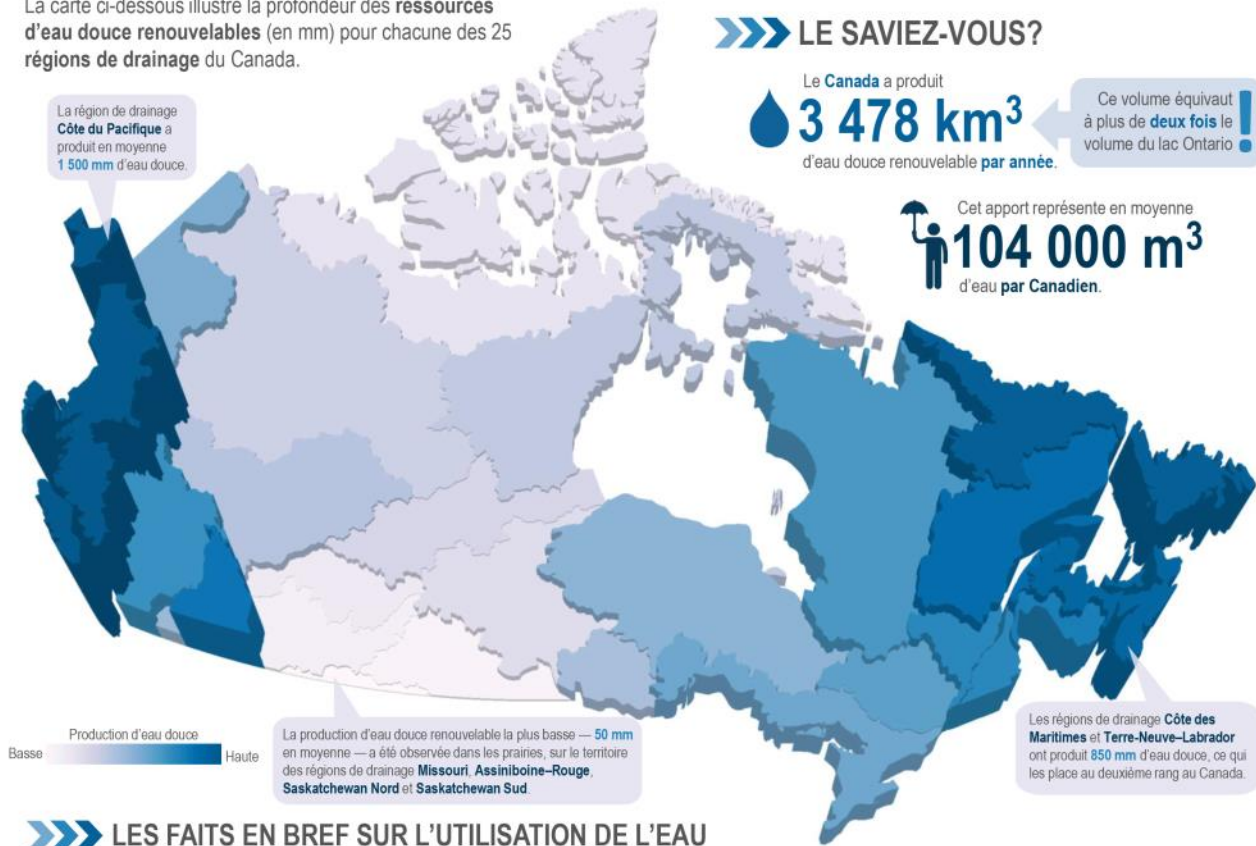 La carte ci-dessous illustre la profondeur des ressources
d'eau douce renouvelables (en mm) pour chacune des 25
régions de drainage du Canada.
LE SAVIEZ-VOUS?
Le Canada a produit
3 478 km³
d'eau douce renouvelable par année.
Ce volume équivaut
à plus de deux fois le
volume du lac Ontario !
Cet apport représente en moyenne
104 000 m³
d'eau par Canadien.
La région de drainage
Côte du Pacifique a
produit en moyenne
1 500 mm d'eau douce.
Production d'eau douce
Basse
Haute
La production d'eau douce renouvelable la plus basse — 50 mm
en moyenne — a été observée dans les prairies, sur le territoire
des régions de drainage Missouri, Assiniboine–Rouge,
Saskatchewan Nord et Saskatchewan Sud.
Les régions de drainage Côte des
Maritimes et Terre-Neuve–Labrador
ont produit 850 mm d'eau douce, ce qui
les place au deuxième rang au Canada.
LES FAITS EN BREF SUR L'UTILISATION DE L'EAU